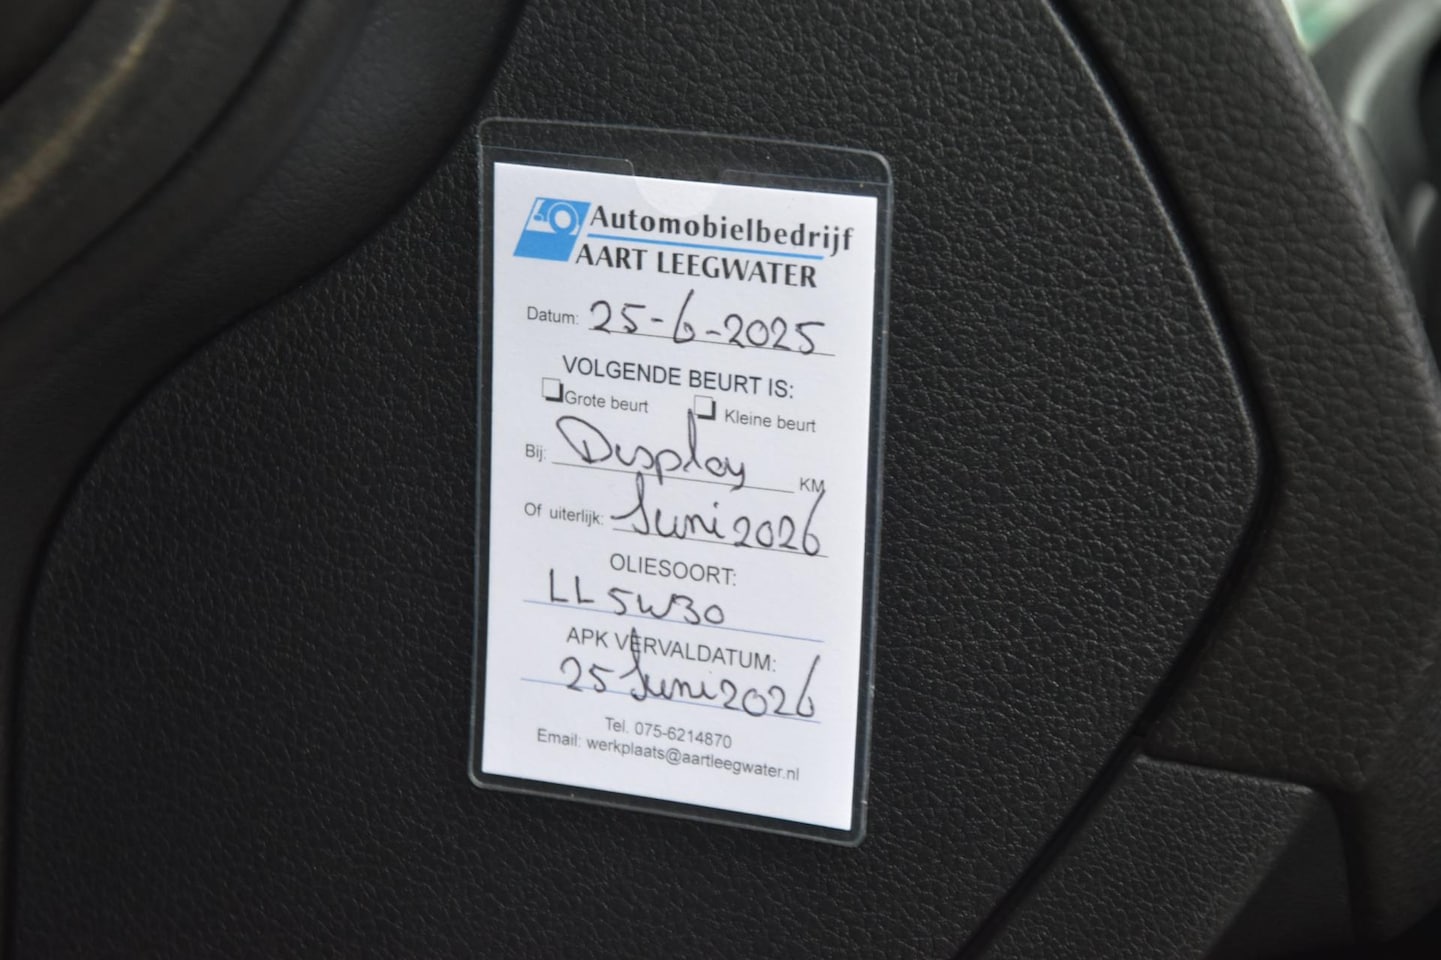 Automobielbedrijf
AART LEEGWATER
Datum: 25-6-2025
VOLGENDE BEURT IS:
Grote beurt Kleine beurt
Bij: Display KM
Of uiterlijk: Juni 2026
OLIESOORT:
LL 5W30
APK VERVALDATUM:
25 Juni 2026
Tel. 075-6214870
Email: werkplaats@aartleegwater.nl